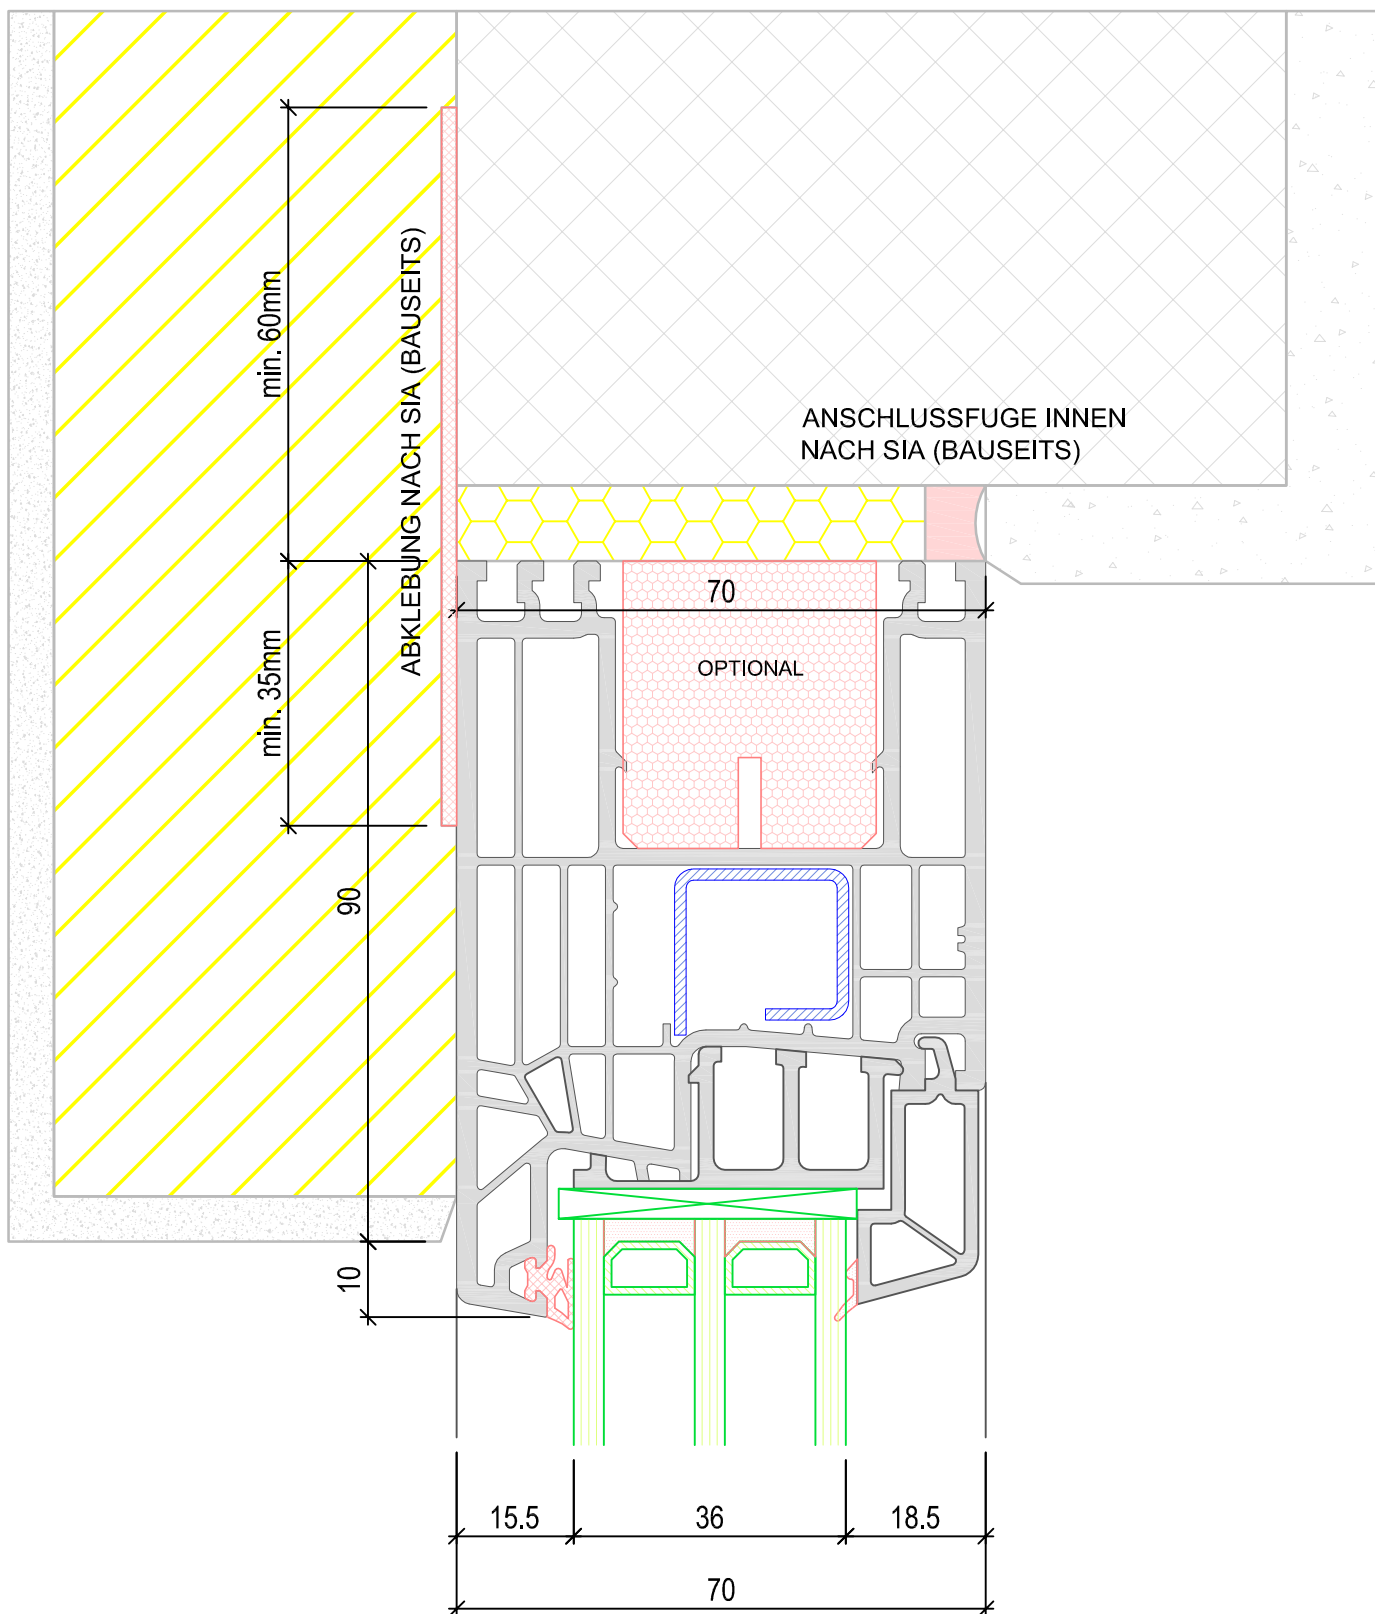 min. 60mm
ABKLEBUNG NACH SIA (BAUSEITS)
ANSCHLUSSFUGE INNEN
NACH SIA (BAUSEITS)
70
min. 35mm
OPTIONAL
90
10
15.5
36
18.5
70